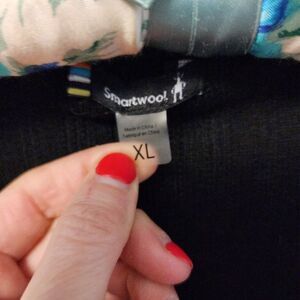 Smartwool
Made in China /
Fabriqué en Chine
XL